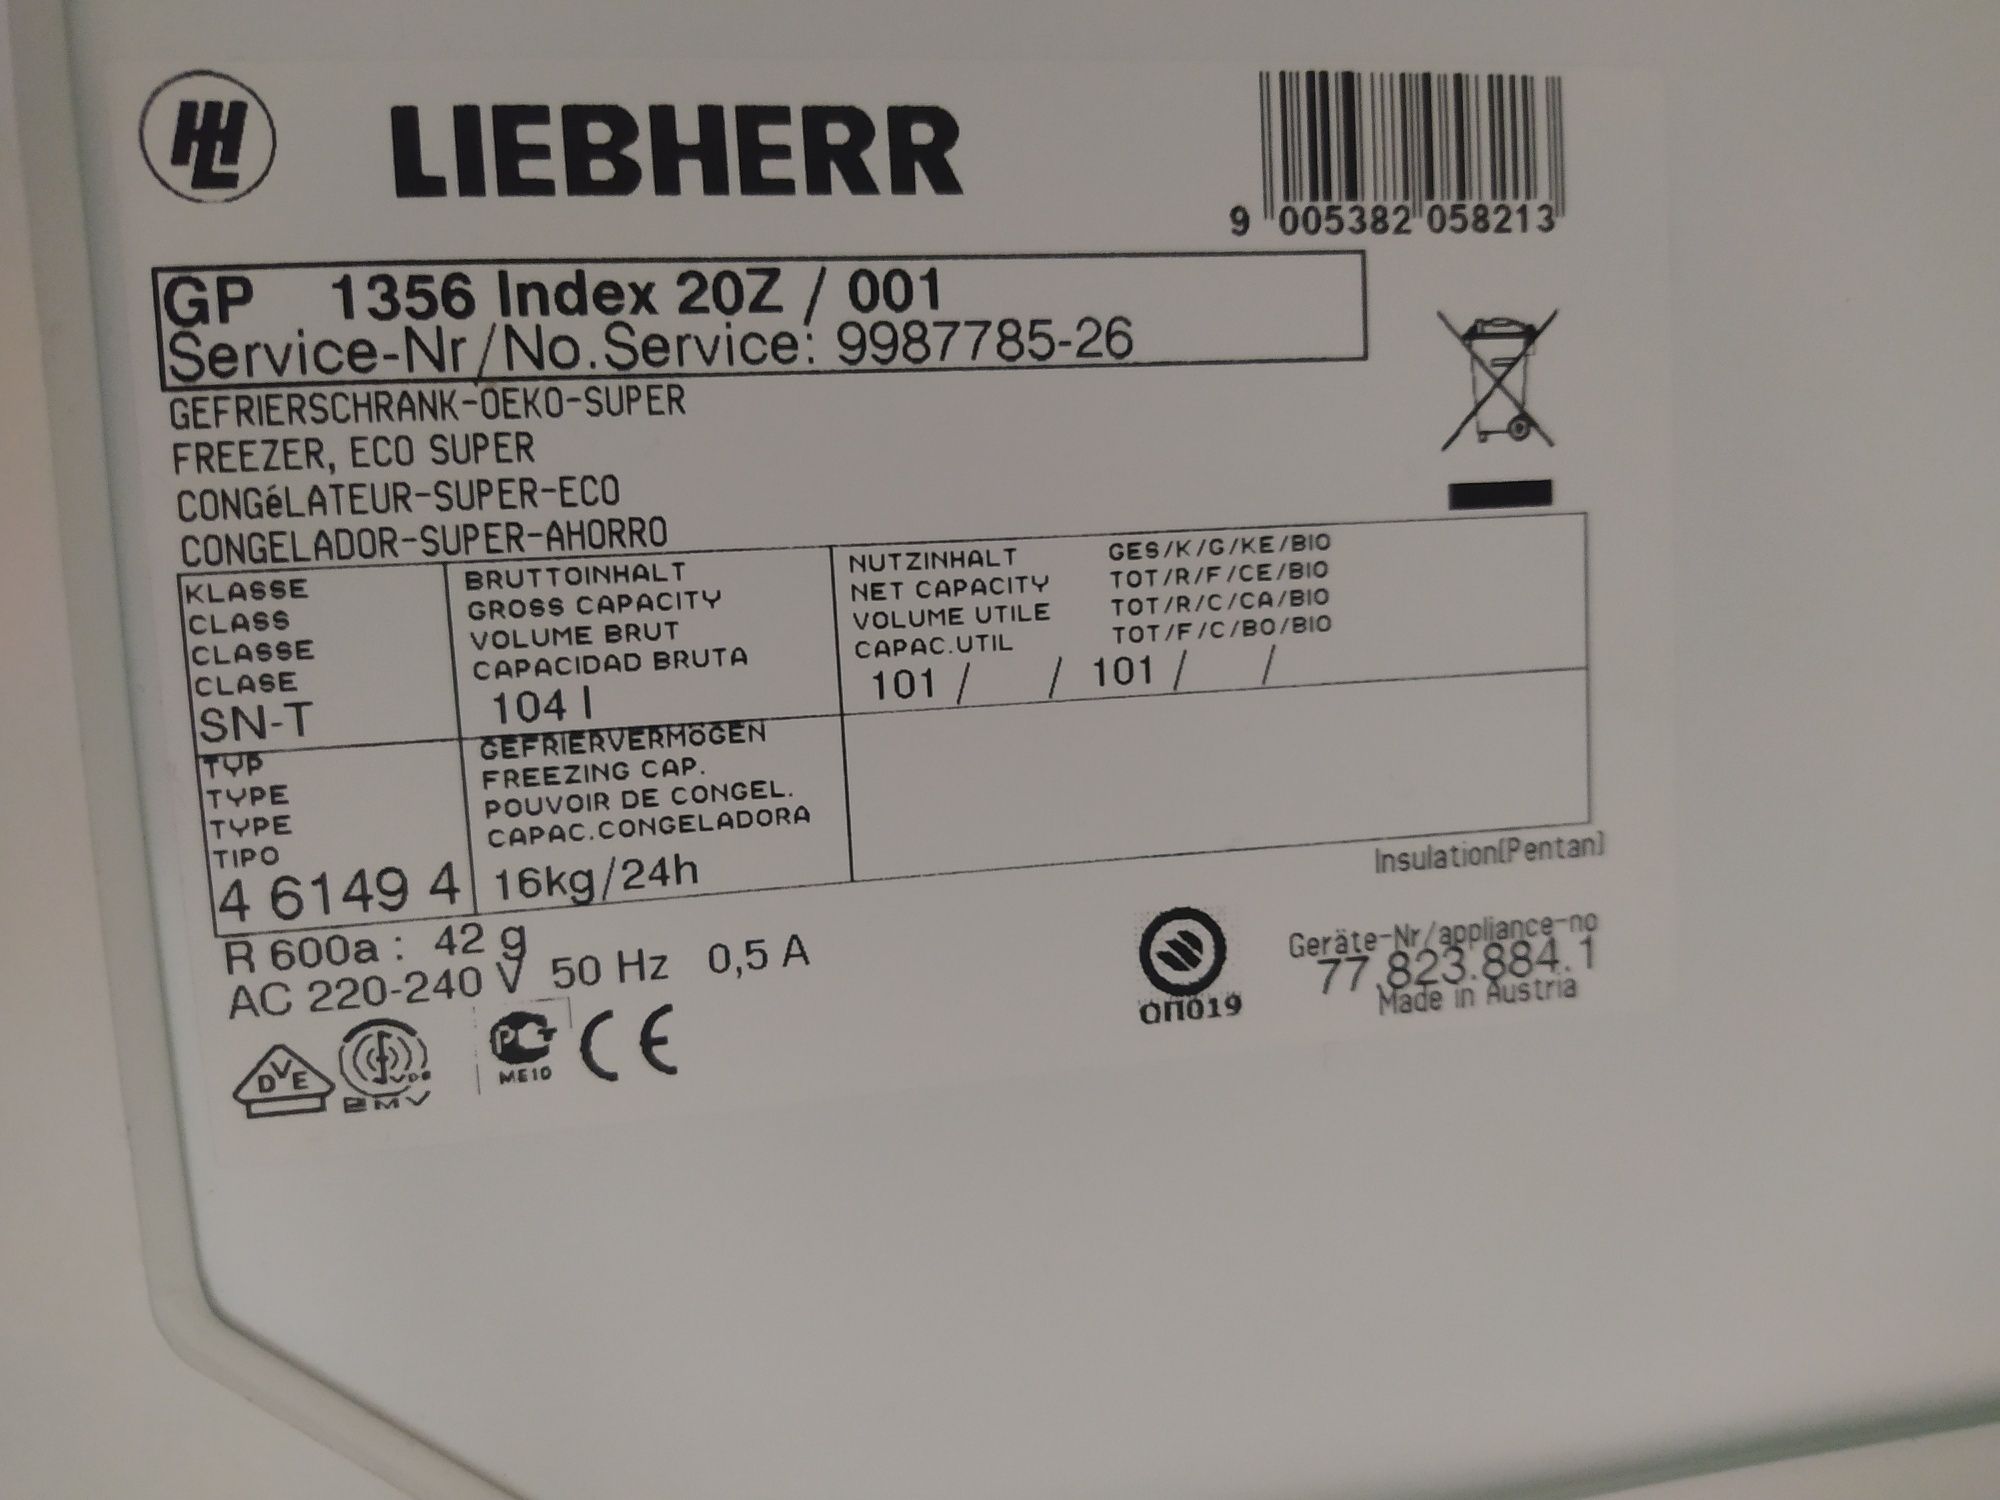 LIEBHERR
9 005382 058213
GP 1356 Index 20Z / 001
Service-Nr/No.Service: 9987785-26
GEFRIERSCHRANK-OEKO-SUPER
FREEZER, ECO SUPER
CONGéLATEUR-SUPER-ECO
CONGELADOR-SUPER-AHORRO
KLASSE
CLASS
CLASSE
CLASE
SN-T
BRUTTOINHALT
GROSS CAPACITY
VOLUME BRUT
CAPACIDAD BRUTA
104 l
NUTZINHALT GES/K/G/KE/BIO
NET CAPACITY TOT/R/F/CE/BIO
VOLUME UTILE TOT/R/C/CA/BIO
CAPAC.UTIL TOT/F/C/BO/BIO
101 / / 101 / /
TYP
TYPE
TYPE
TIPO
4 6149 4
GEFRIERVERMöGEN
FREEZING CAP.
POUVOIR DE CONGEL.
CAPAC.CONGELADORA
16kg/24h
Insulation(Pentan)
R 600a: 42 g
AC 220-240 V 50 Hz 0,5 A
Geräte-Nr/appliance-no
77.823.884.1
Made in Austria
ОП019
DVE
VDE
EMV
PCT
ME10
CE